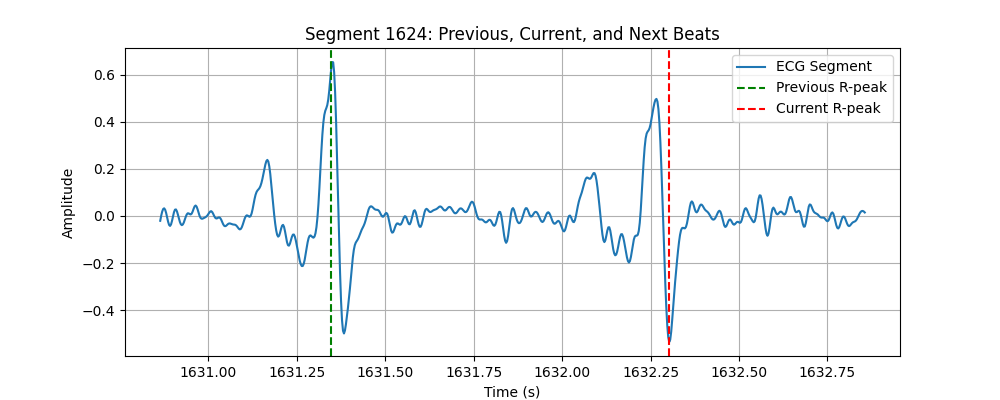 Segment 1624: Previous, Current, and Next Beats
ECG Segment
Previous R-peak
Current R-peak
Amplitude
0.6
0.4
0.2
0.0
−0.2
−0.4
1631.00 1631.25 1631.50 1631.75 1632.00 1632.25 1632.50 1632.75
Time (s)